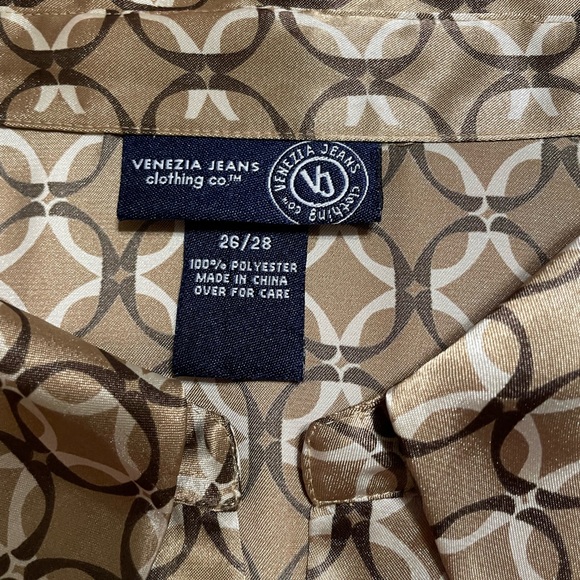 VENEZIA JEANS
clothing co.™
VENEZIA JEANS
clothing co™
VJ
26/28
100% POLYESTER
MADE IN CHINA
OVER FOR CARE